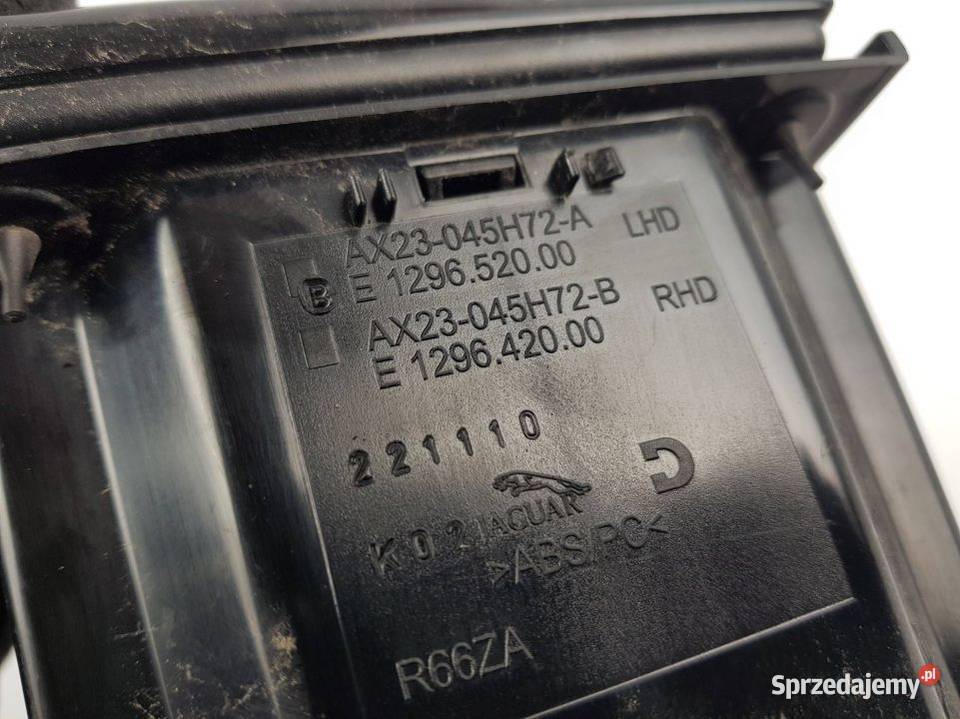 AX23-045H72-A LHD
B E 1296.520.00
AX23-045H72-B RHD
E 1296.420.00
221110
K02 JAGUAR
>ABS/PC<
R66ZA
Sprzedajemy.pl